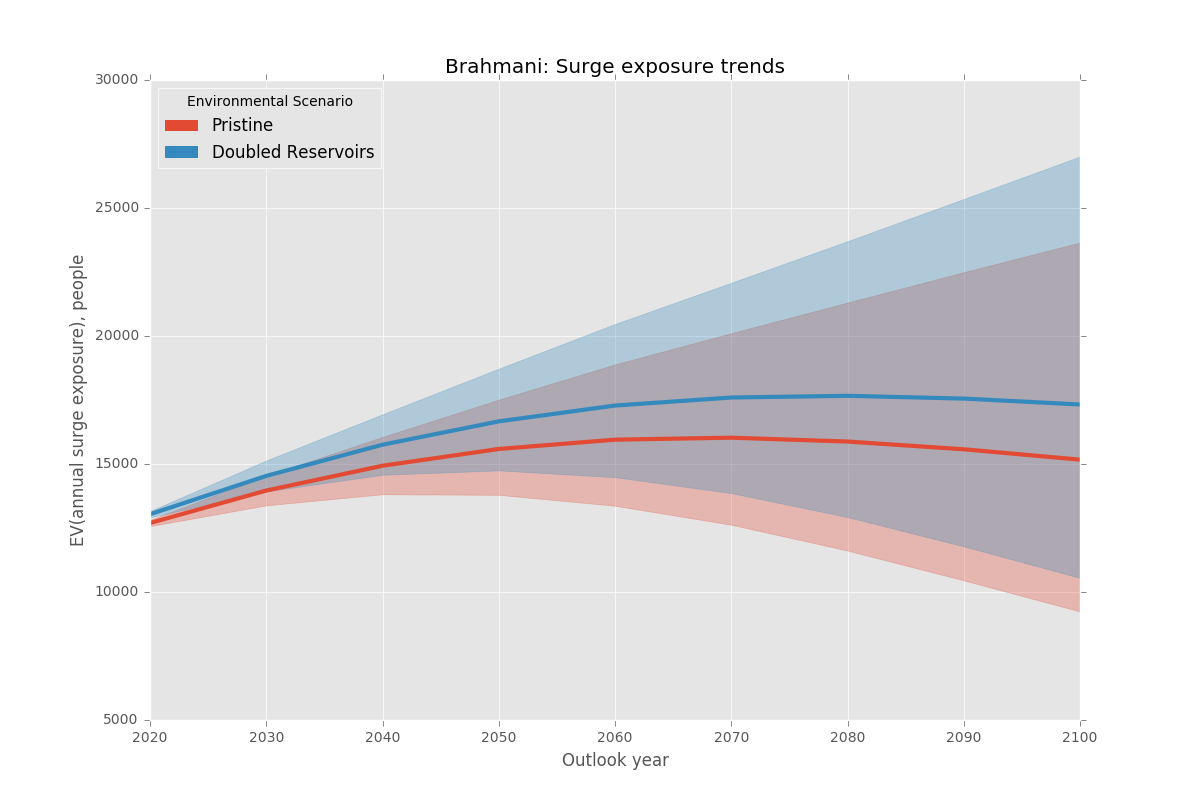 Brahmani: Surge exposure trends
30000
25000
20000
15000
10000
5000
EV(annual surge exposure), people
Environmental Scenario
Pristine
Doubled Reservoirs
2020 2030 2040 2050 2060 2070 2080 2090 2100
Outlook year